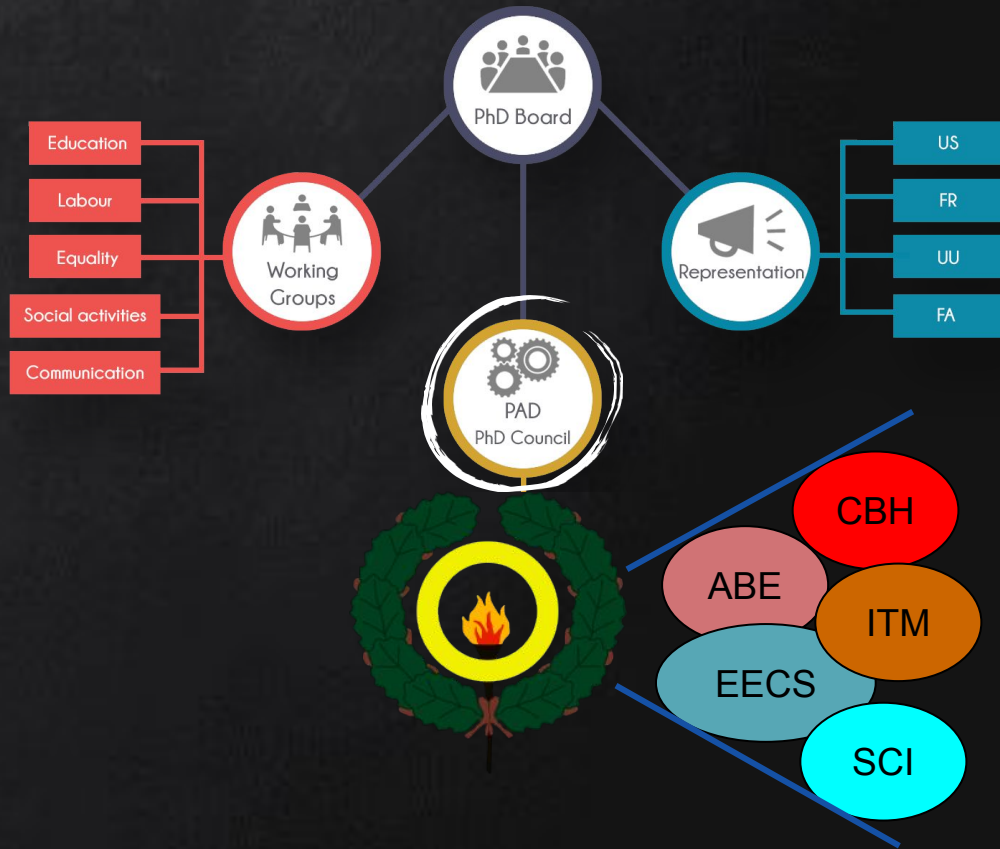 PhD Board
Education
Labour
Equality
Social activities
Communication
Working
Groups
Representation
US
FR
UU
FA
PAD
PhD Council
CBH
ABE
ITM
EECS
SCI